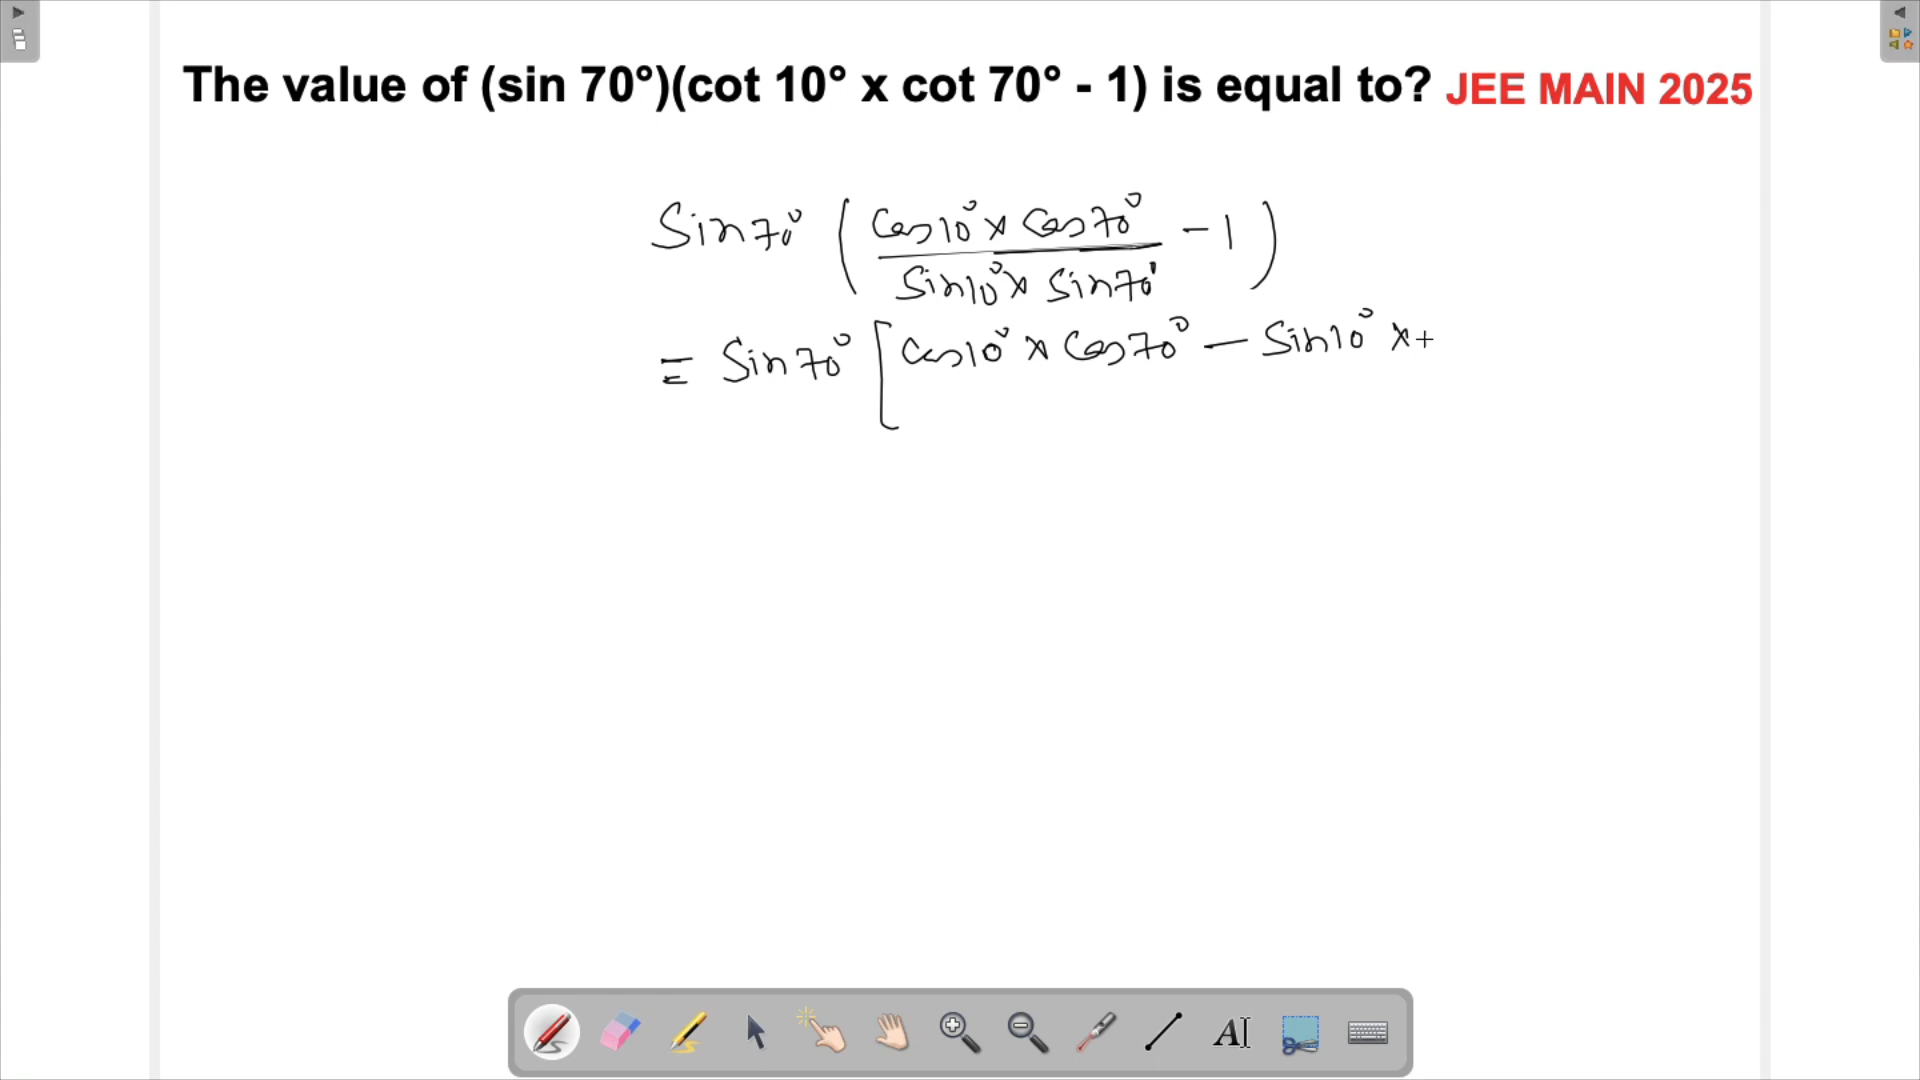 The value of (sin 70°)(cot 10° x cot 70° - 1) is equal to? JEE MAIN 2025
Sin70° ( Cos10° x Cos70° / Sin10° x Sin70° - 1 )
= Sin70° [ Cos10° x Cos70° - Sin10° x
AI